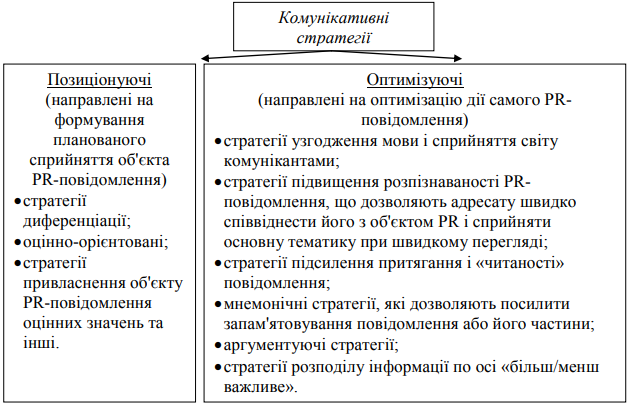 Комунікативні
стратегії
Позиціонуючі
(направлені на
формування
планованого
сприйняття об'єкта
PR-повідомлення)
•стратегії
диференціації;
•оцінно-орієнтовані;
•стратегії
привласнення об'єкту
PR-повідомлення
оцінних значень та
інші.
Оптимізуючі
(направлені на оптимізацію дії самого PR-
повідомлення)
•стратегії узгодження мови і сприйняття світу
комунікантами;
•стратегії підвищення розпізнаваності PR-
повідомлення, що дозволяють адресату швидко
співвіднести його з об'єктом PR і сприйняти
основну тематику при швидкому перегляді;
•стратегії підсилення притягання і «читаності»
повідомлення;
•мнемонічні стратегії, які дозволяють посилити
запам'ятовування повідомлення або його частини;
•аргументуючі стратегії;
•стратегії розподілу інформації по осі «більш/менш
важливе».